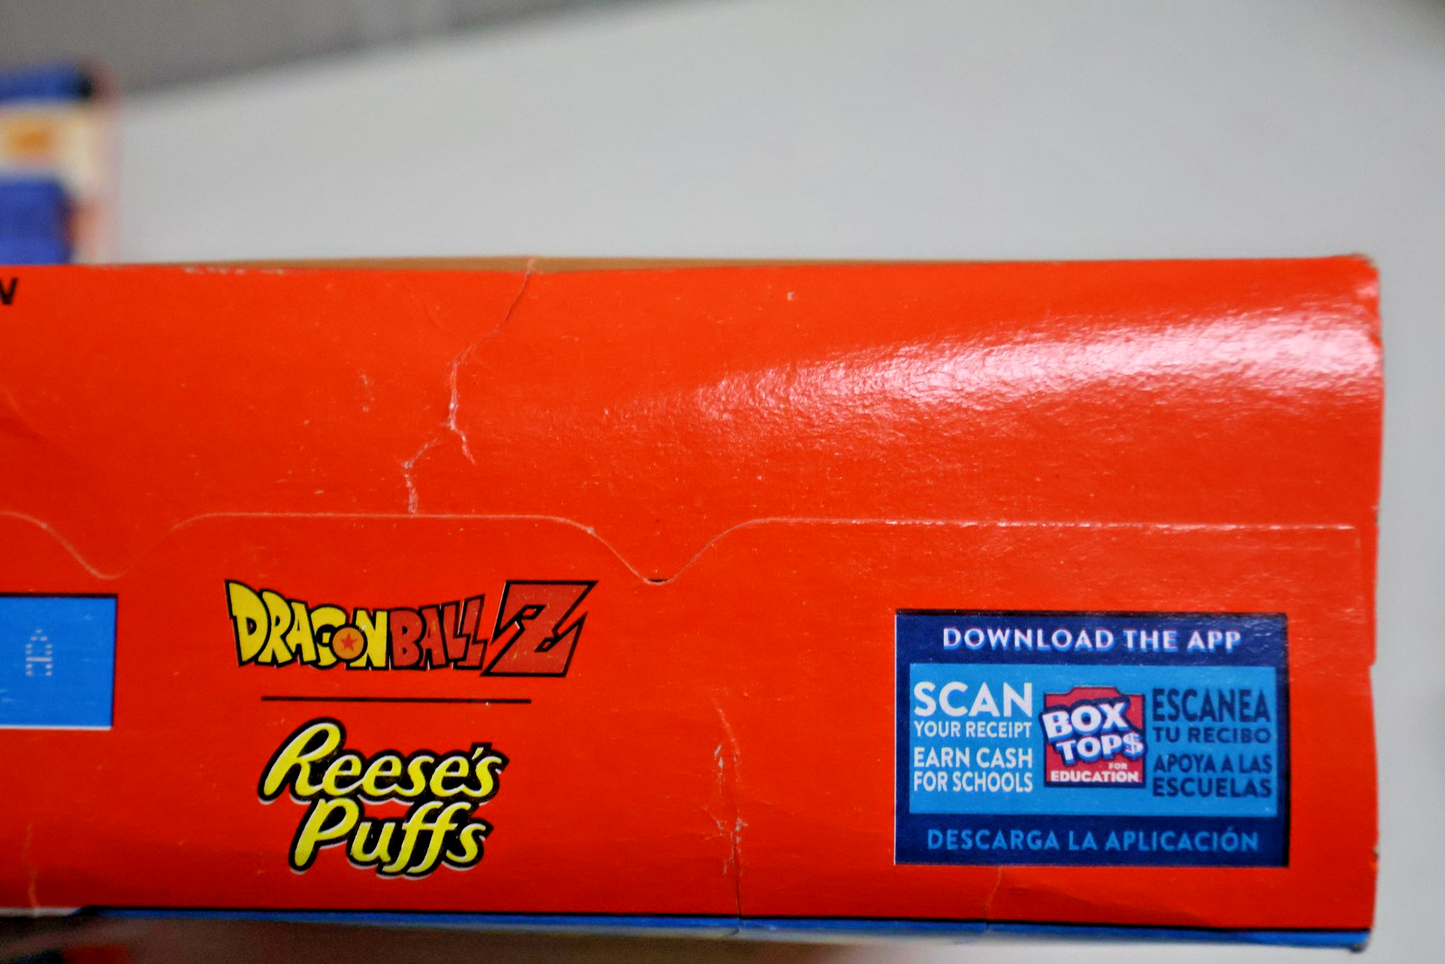 DRAGON BALL Z
Reese's
Puffs
DOWNLOAD THE APP
SCAN
YOUR RECEIPT
EARN CASH
FOR SCHOOLS
BOX
TOP$
FOR
EDUCATION
ESCANEA
TU RECIBO
APOYA A LAS
ESCUELAS
DESCARGA LA APLICACIÓN